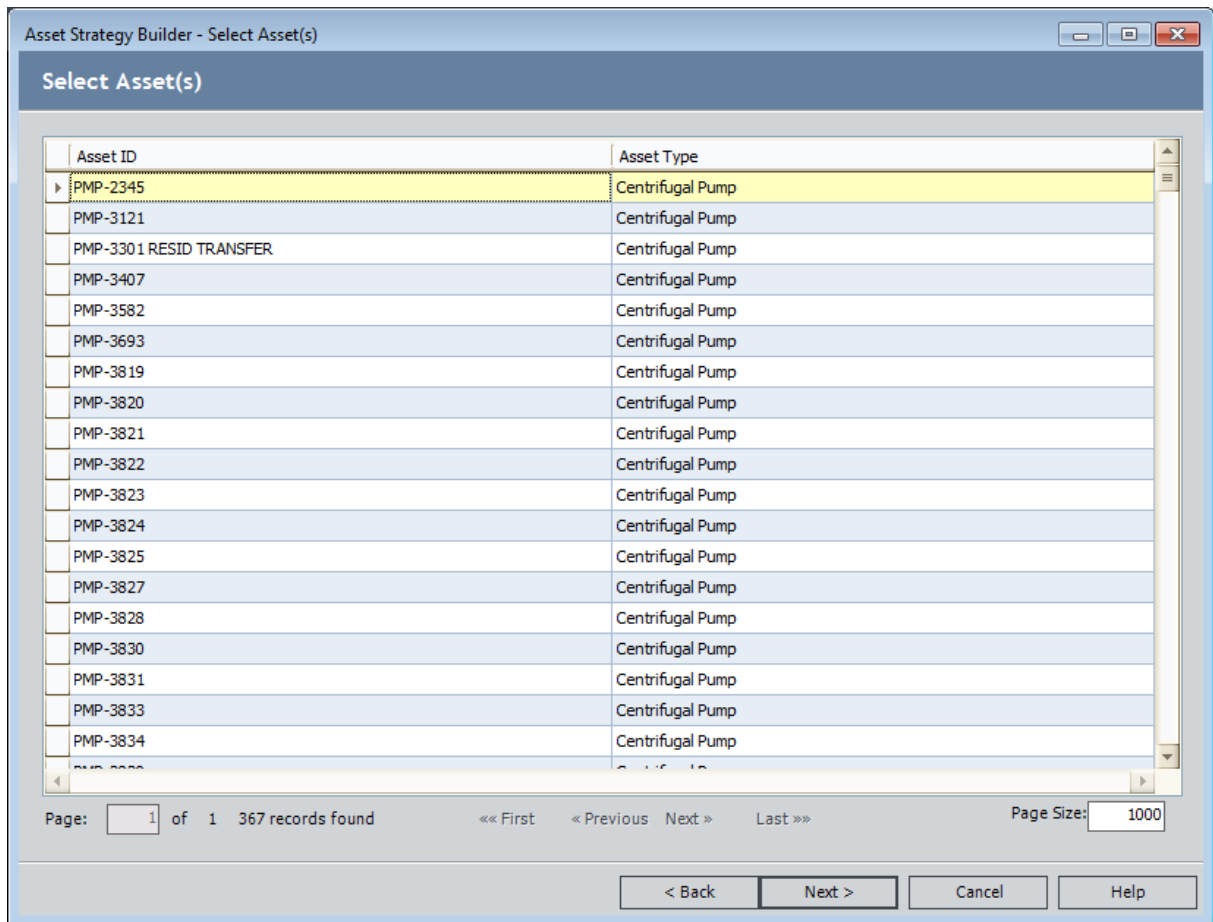 Asset Strategy Builder - Select Asset(s)
Select Asset(s)
Asset ID Asset Type
PMP-2345 Centrifugal Pump
PMP-3121 Centrifugal Pump
PMP-3301 RESID TRANSFER Centrifugal Pump
PMP-3407 Centrifugal Pump
PMP-3582 Centrifugal Pump
PMP-3693 Centrifugal Pump
PMP-3819 Centrifugal Pump
PMP-3820 Centrifugal Pump
PMP-3821 Centrifugal Pump
PMP-3822 Centrifugal Pump
PMP-3823 Centrifugal Pump
PMP-3824 Centrifugal Pump
PMP-3825 Centrifugal Pump
PMP-3827 Centrifugal Pump
PMP-3828 Centrifugal Pump
PMP-3830 Centrifugal Pump
PMP-3831 Centrifugal Pump
PMP-3833 Centrifugal Pump
PMP-3834 Centrifugal Pump
Page: 1 of 1 367 records found «« First « Previous Next » Last »» Page Size: 1000
< Back Next > Cancel Help